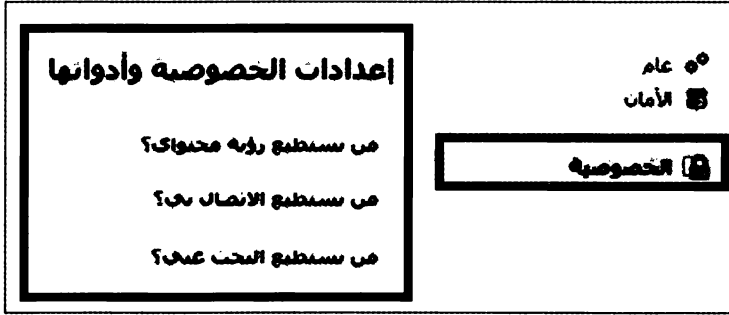 عام
الأمان
الخصوصية
إعدادات الخصوصية وأدواتها
من يستطيع رؤية محتواك؟
من يستطيع الاتصال بي؟
من يستطيع البحث عني؟